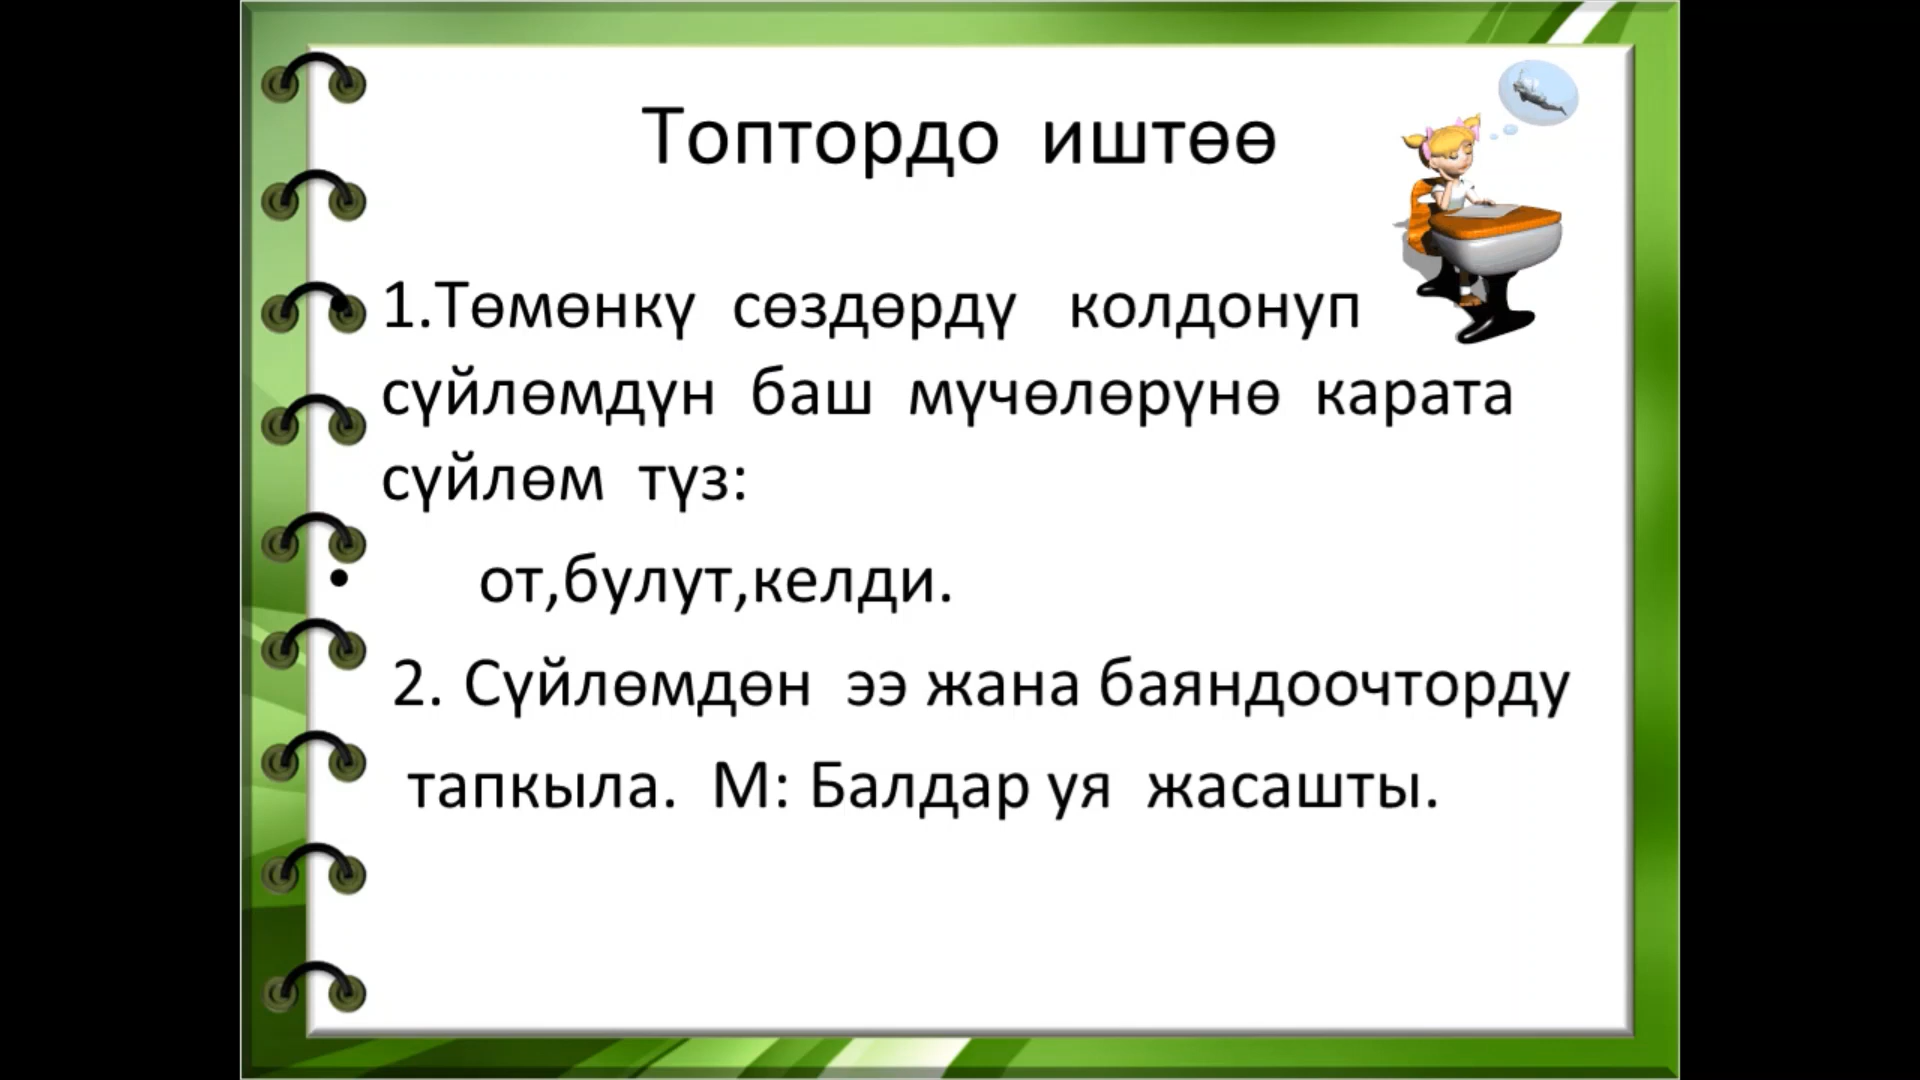 Топтордо иштөө
• 1.Төмөнкү сөздөрдү колдонуп
сүйлөмдүн баш мүчөлөрүнө карата
сүйлөм түз:
• от,булут,келди.
2. Сүйлөмдөн ээ жана баяндоочторду
тапкыла. М: Балдар уя жасашты.